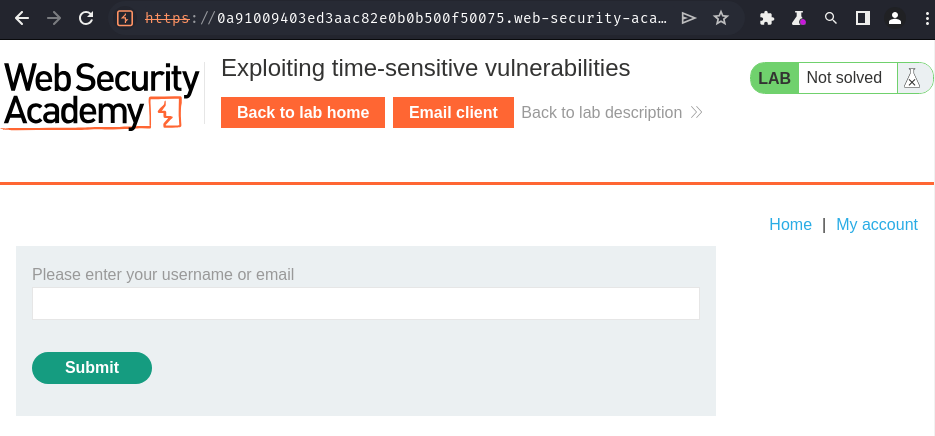 https://0a91009403ed3aac82e0b0b500f50075.web-security-aca…
Web Security
Academy
Exploiting time-sensitive vulnerabilities
LAB Not solved
Back to lab home Email client Back to lab description
Home | My account
Please enter your username or email
Submit